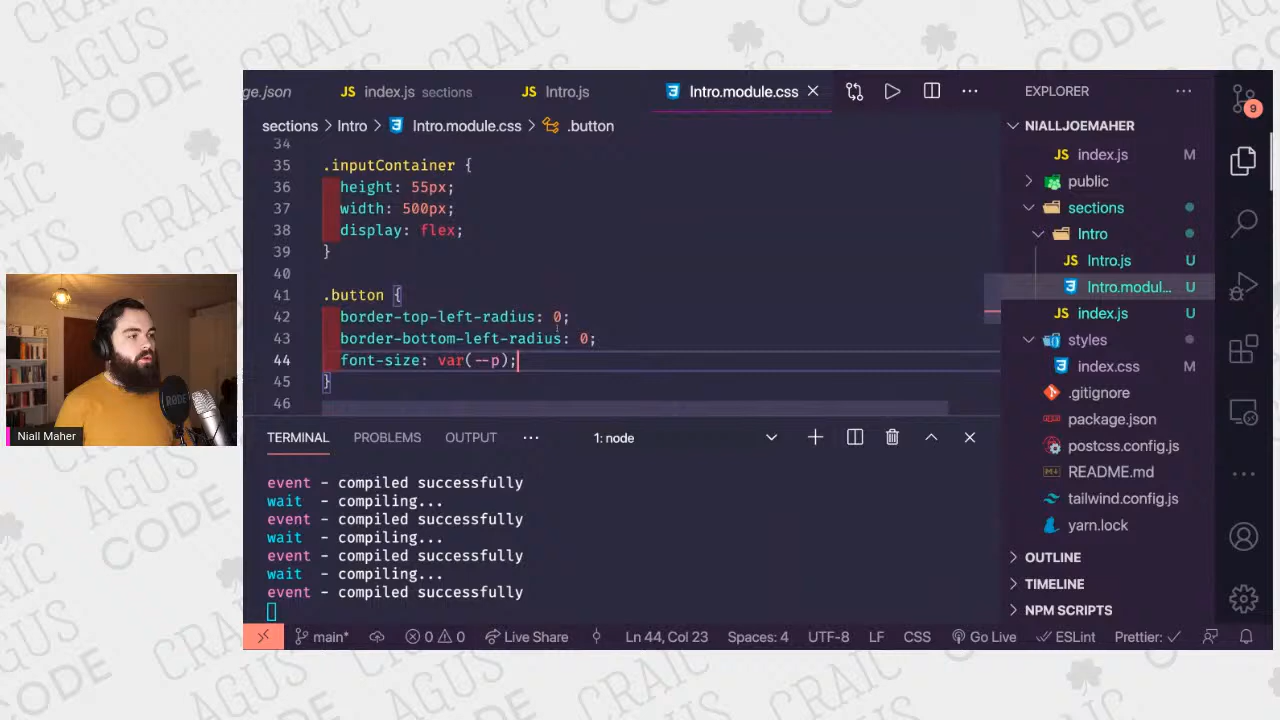 CRAIC
AGUS
CODE
ge.json
JS index.js sections
JS Intro.js
Intro.module.css
sections > Intro > Intro.module.css > .button
34
35 .inputContainer {
36 height: 55px;
37 width: 500px;
38 display: flex;
39 }
40
41 .button {
42 border-top-left-radius: 0;
43 border-bottom-left-radius: 0;
44 font-size: var(--p);
45 }
46
TERMINAL PROBLEMS OUTPUT ··· 1: node
event - compiled successfully
wait - compiling...
event - compiled successfully
wait - compiling...
event - compiled successfully
wait - compiling...
event - compiled successfully
EXPLORER ···
NIALLJOEMAHER
JS index.js M
public
sections
Intro
JS Intro.js U
Intro.modul... U
JS index.js U
styles
index.css M
.gitignore
package.json
postcss.config.js
README.md
tailwind.config.js
yarn.lock
OUTLINE
TIMELINE
NPM SCRIPTS
9
main* 0 0 Live Share Ln 44, Col 23 Spaces: 4 UTF-8 LF CSS Go Live ESLint Prettier: ✓
Niall Maher
RODE